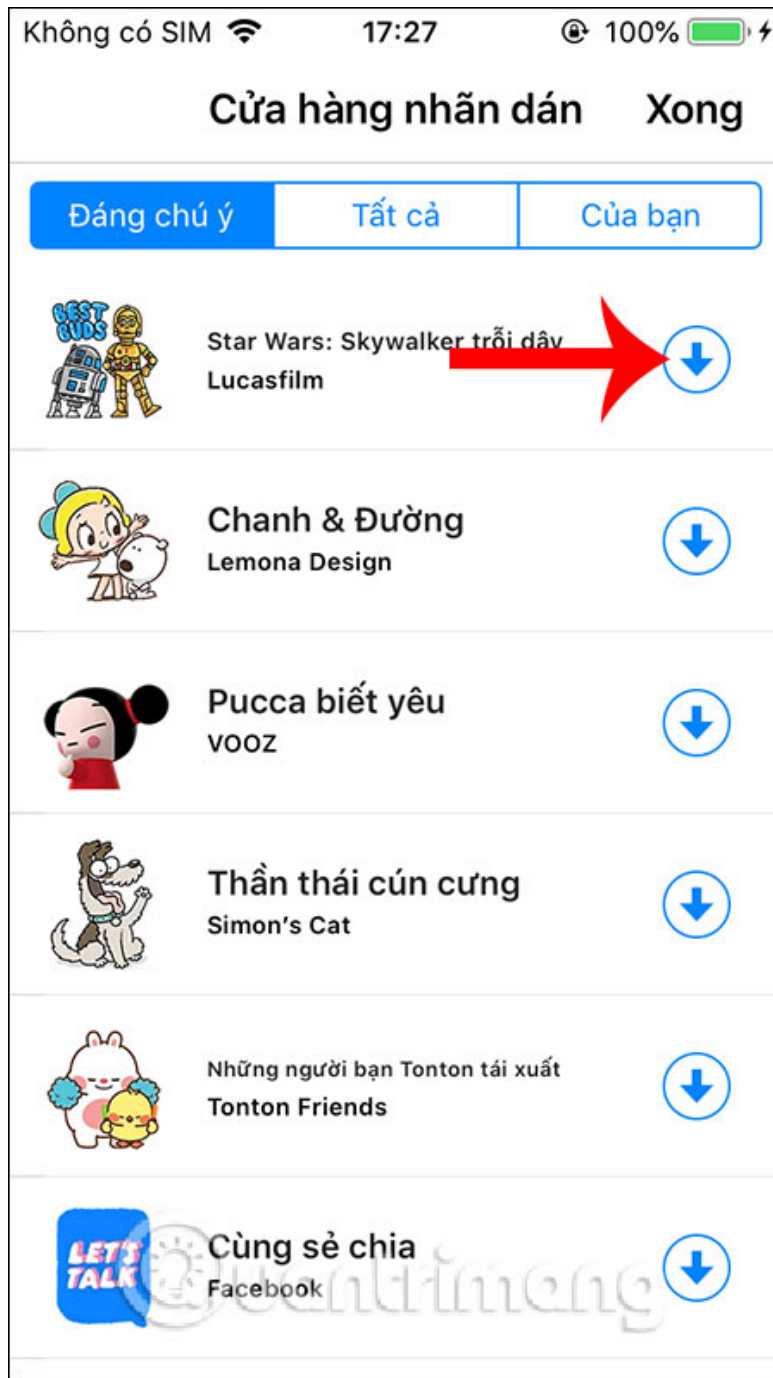 Không có SIM 17:27 100%
Cửa hàng nhãn dán Xong
Đáng chú ý Tất cả Của bạn
BEST
BUDS
Star Wars: Skywalker trỗi dậy
Lucasfilm
Chanh & Đường
Lemona Design
Pucca biết yêu
VOOZ
Thần thái cún cưng
Simon's Cat
Những người bạn Tonton tái xuất
Tonton Friends
LET'S
TALK
Cùng sẻ chia
Facebook
Quantrimang